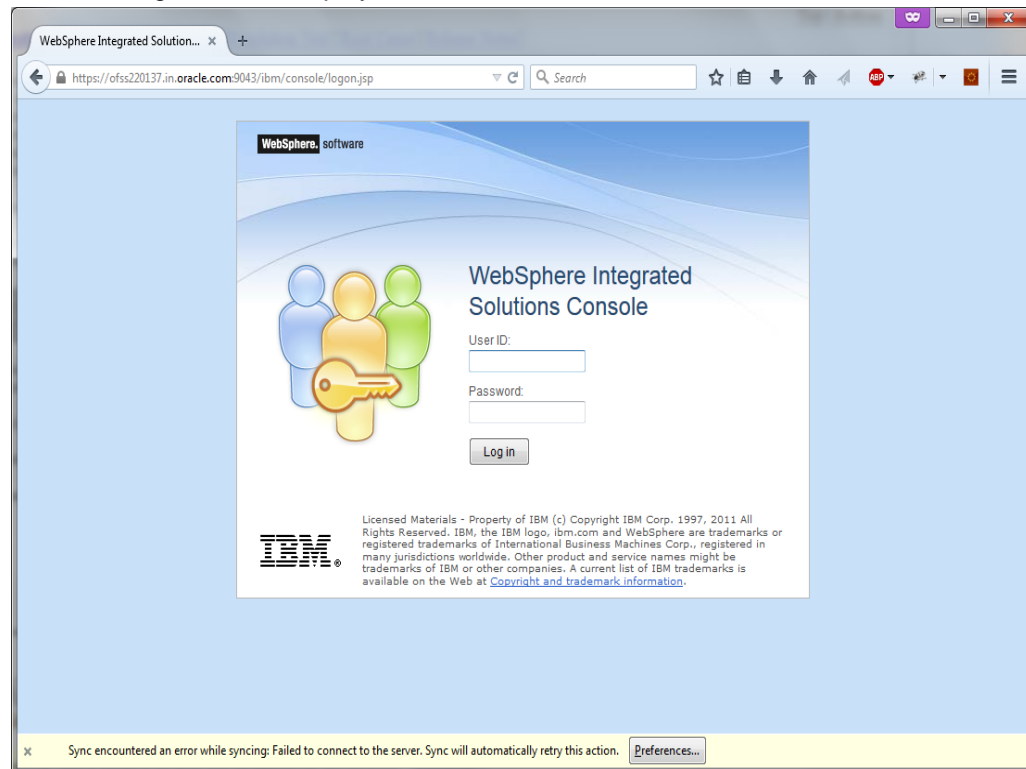 WebSphere Integrated Solution... × +
https://ofss220137.in.oracle.com:9043/ibm/console/logon.jsp Search ABP
WebSphere. software
WebSphere Integrated
Solutions Console
User ID:
Password:
Log in
IBM®
Licensed Materials - Property of IBM (c) Copyright IBM Corp. 1997, 2011 All
Rights Reserved. IBM, the IBM logo, ibm.com and WebSphere are trademarks or
registered trademarks of International Business Machines Corp., registered in
many jurisdictions worldwide. Other product and service names might be
trademarks of IBM or other companies. A current list of IBM trademarks is
available on the Web at Copyright and trademark information.
× Sync encountered an error while syncing: Failed to connect to the server. Sync will automatically retry this action. Preferences...